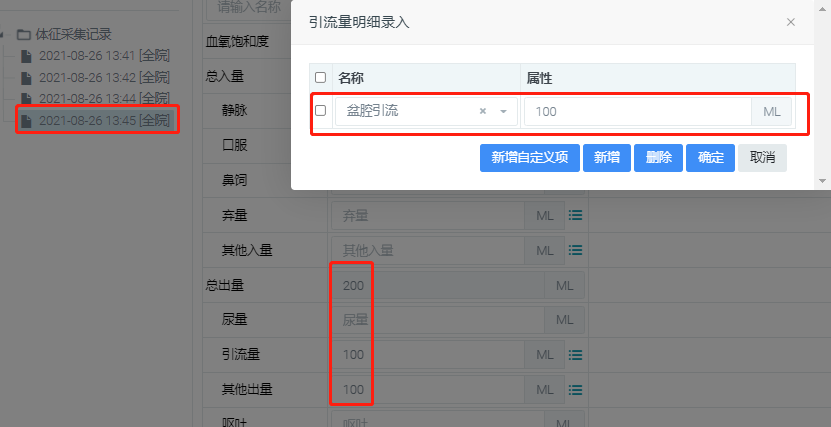 请输入名称
体征采集记录
2021-08-26 13:41 [全院]
2021-08-26 13:42 [全院]
2021-08-26 13:44 [全院]
2021-08-26 13:45 [全院]
引流量明细录入 ×
名称 属性
盆腔引流 × 100 ML
新增自定义项 新增 删除 确定 取消
血氧饱和度
总入量
静脉
口服
鼻饲
弃量 弃量 ML
其他入量 其他入量 ML
总出量 200 ML
尿量 尿量 ML
引流量 100 ML
其他出量 100 ML
呕吐 呕吐 ML